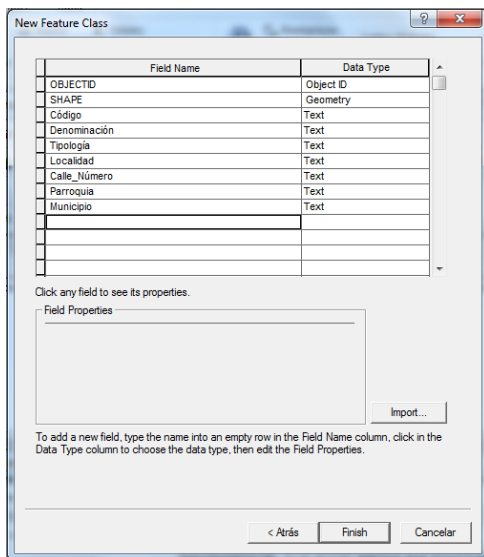 New Feature Class
Field Name Data Type
OBJECTID Object ID
SHAPE Geometry
Código Text
Denominación Text
Tipología Text
Localidad Text
Calle_Número Text
Parroquia Text
Municipio Text
Click any field to see its properties.
Field Properties
Import...
To add a new field, type the name into an empty row in the Field Name column, click in the
Data Type column to choose the data type, then edit the Field Properties.
< Atrás Finish Cancelar